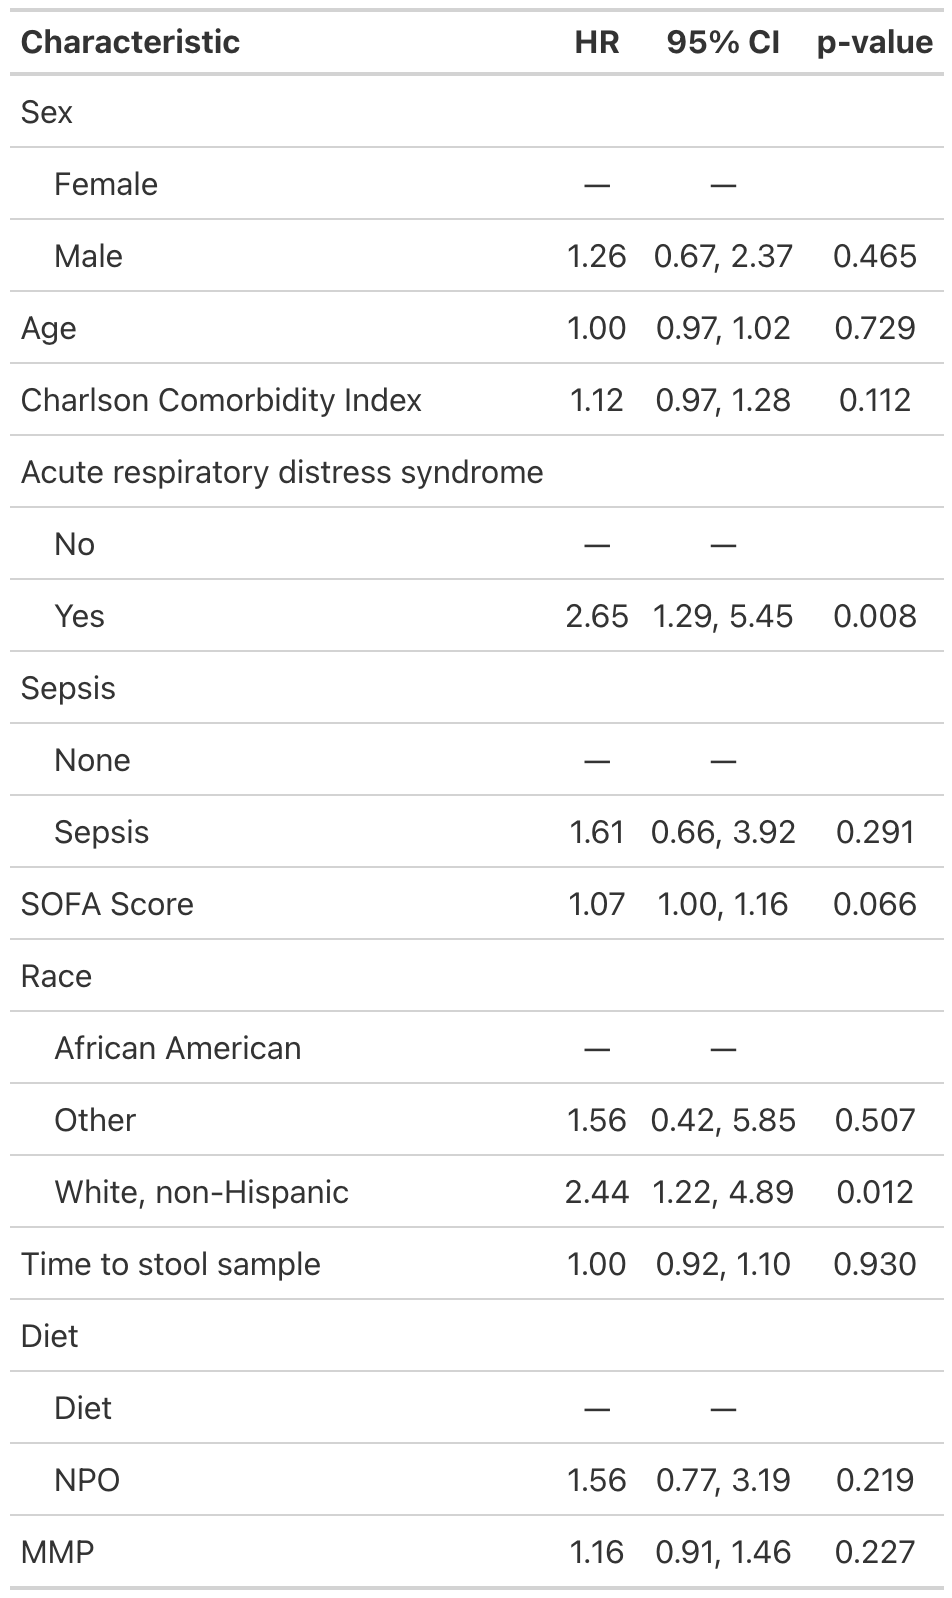 Characteristic HR 95% CI p-value
Sex
Female — —
Male 1.26 0.67, 2.37 0.465
Age 1.00 0.97, 1.02 0.729
Charlson Comorbidity Index 1.12 0.97, 1.28 0.112
Acute respiratory distress syndrome
No — —
Yes 2.65 1.29, 5.45 0.008
Sepsis
None — —
Sepsis 1.61 0.66, 3.92 0.291
SOFA Score 1.07 1.00, 1.16 0.066
Race
African American — —
Other 1.56 0.42, 5.85 0.507
White, non-Hispanic 2.44 1.22, 4.89 0.012
Time to stool sample 1.00 0.92, 1.10 0.930
Diet
Diet — —
NPO 1.56 0.77, 3.19 0.219
MMP 1.16 0.91, 1.46 0.227